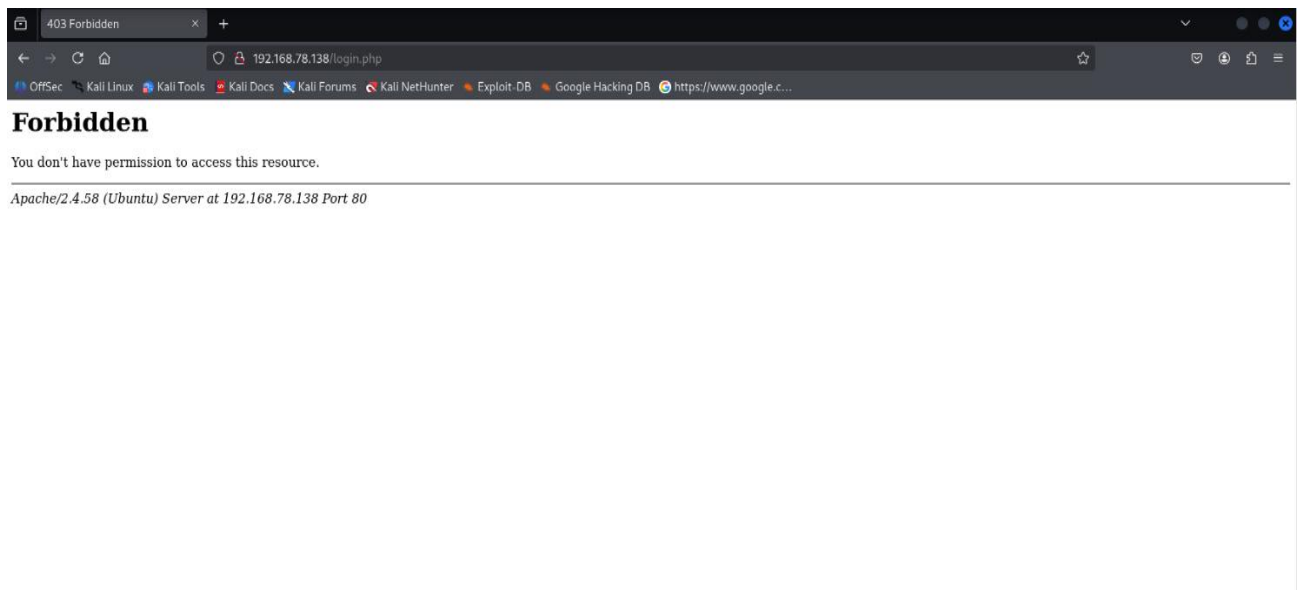 403 Forbidden
192.168.78.138/login.php
OffSec Kali Linux Kali Tools Kali Docs Kali Forums Kali NetHunter Exploit-DB Google Hacking DB https://www.google.c...
Forbidden
You don't have permission to access this resource.
Apache/2.4.58 (Ubuntu) Server at 192.168.78.138 Port 80